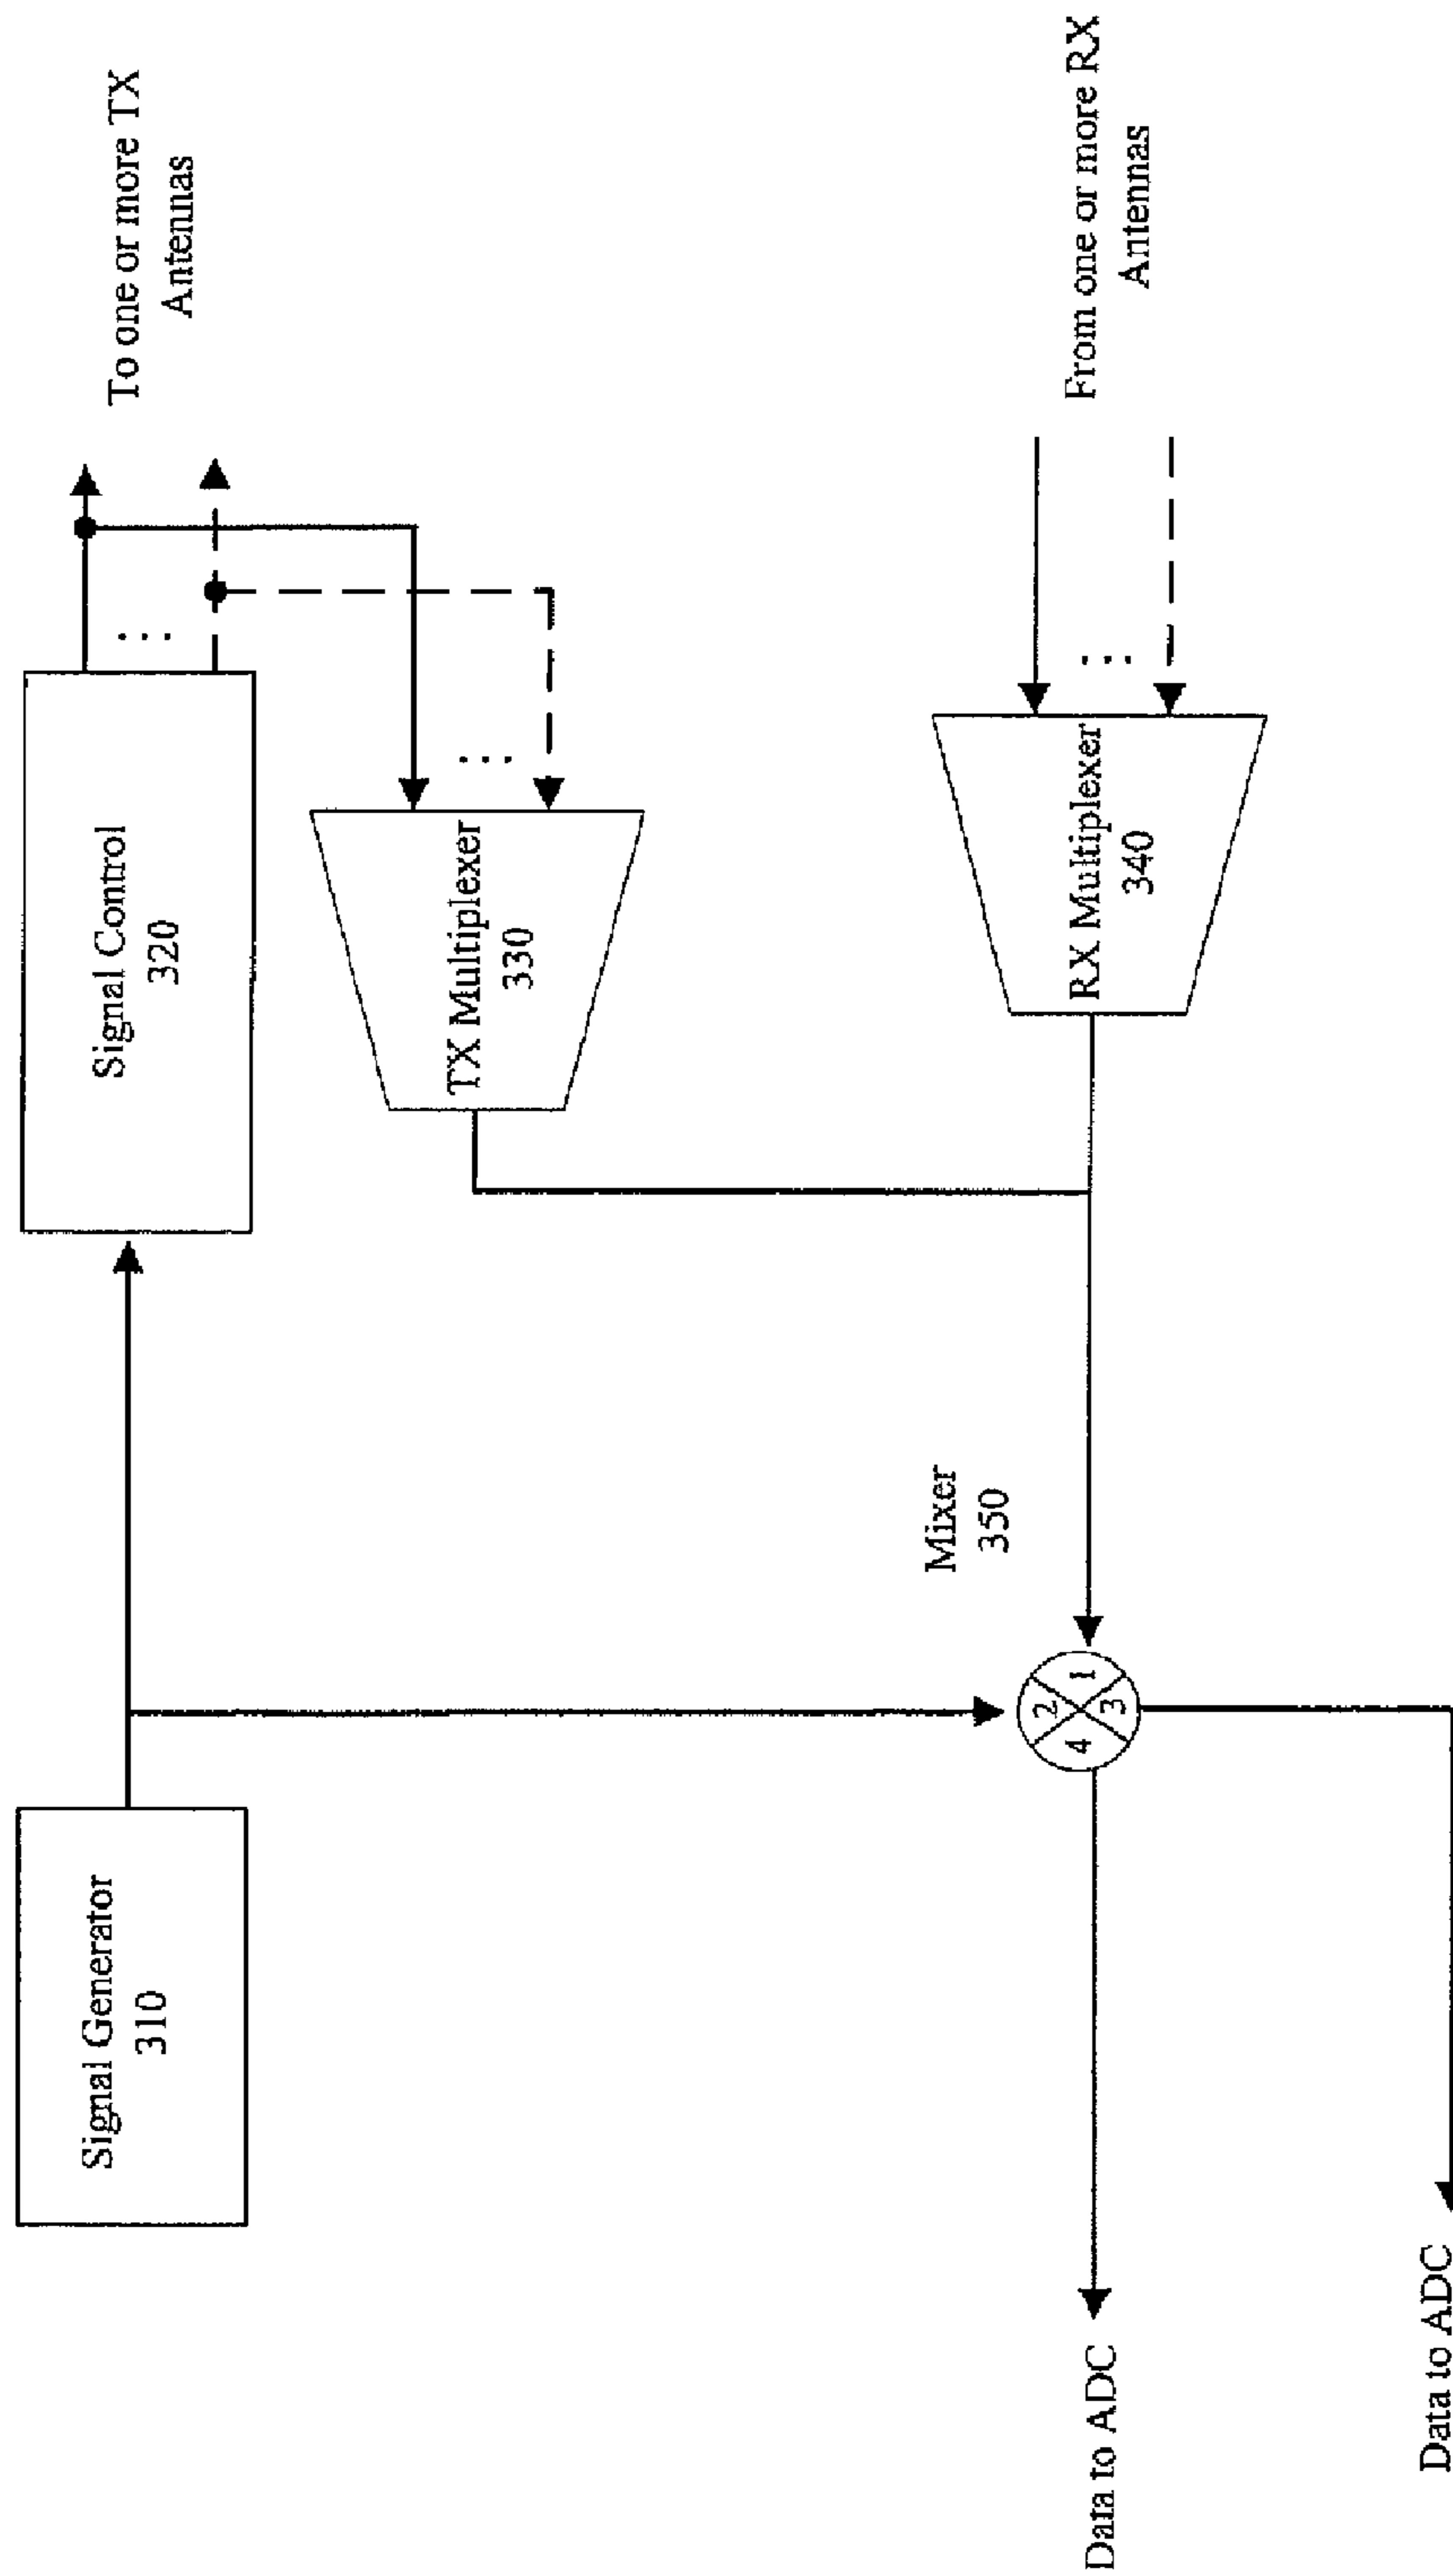 Signal Generator
310
Signal Control
320
To one or more TX
Antennas
...
TX Multiplexer
330
...
From one or more RX
Antennas
...
RX Multiplexer
340
Mixer
350
1
2
3
4
Data to ADC
Data to ADC